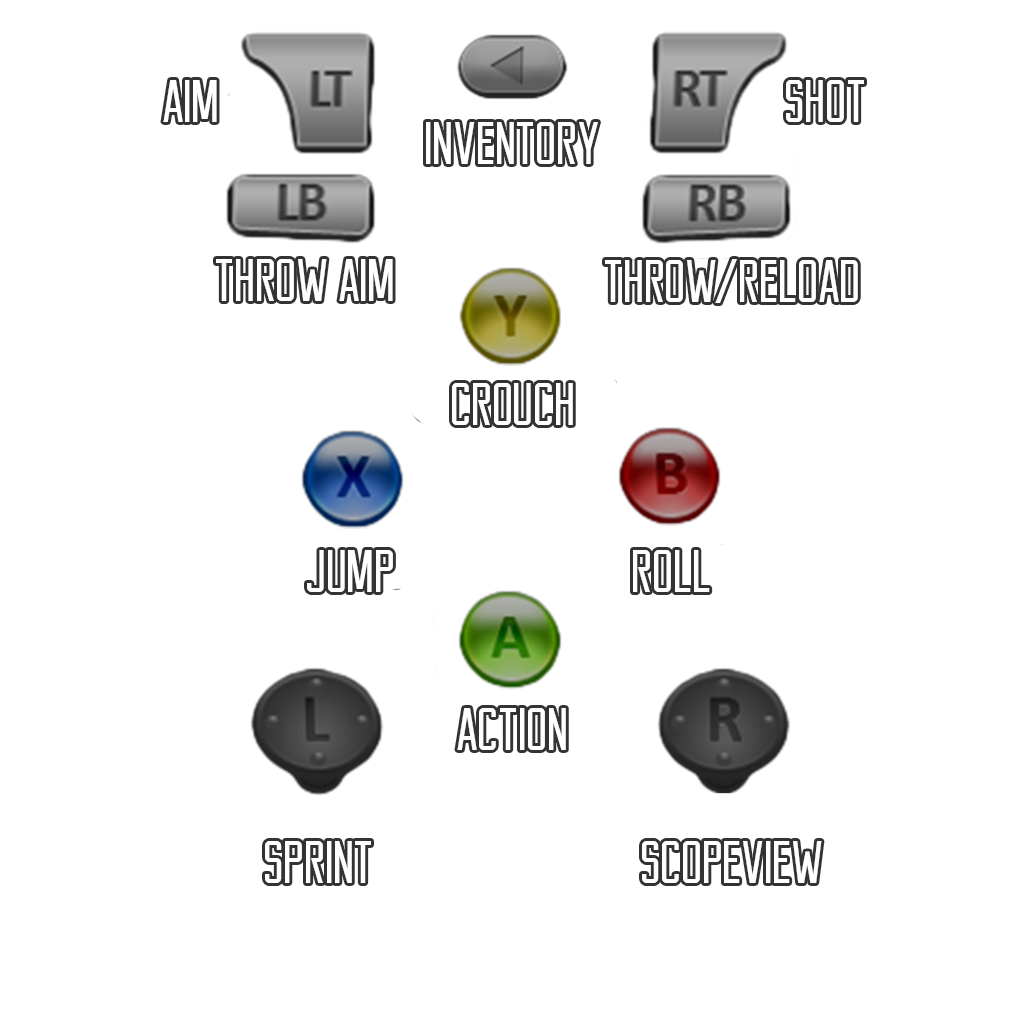 LT
RT
AIM
SHOT
INVENTORY
LB
RB
THROW AIM
THROW/RELOAD
Y
CROUCH
X
B
JUMP
ROLL
A
L
R
ACTION
SPRINT
SCOPEVIEW